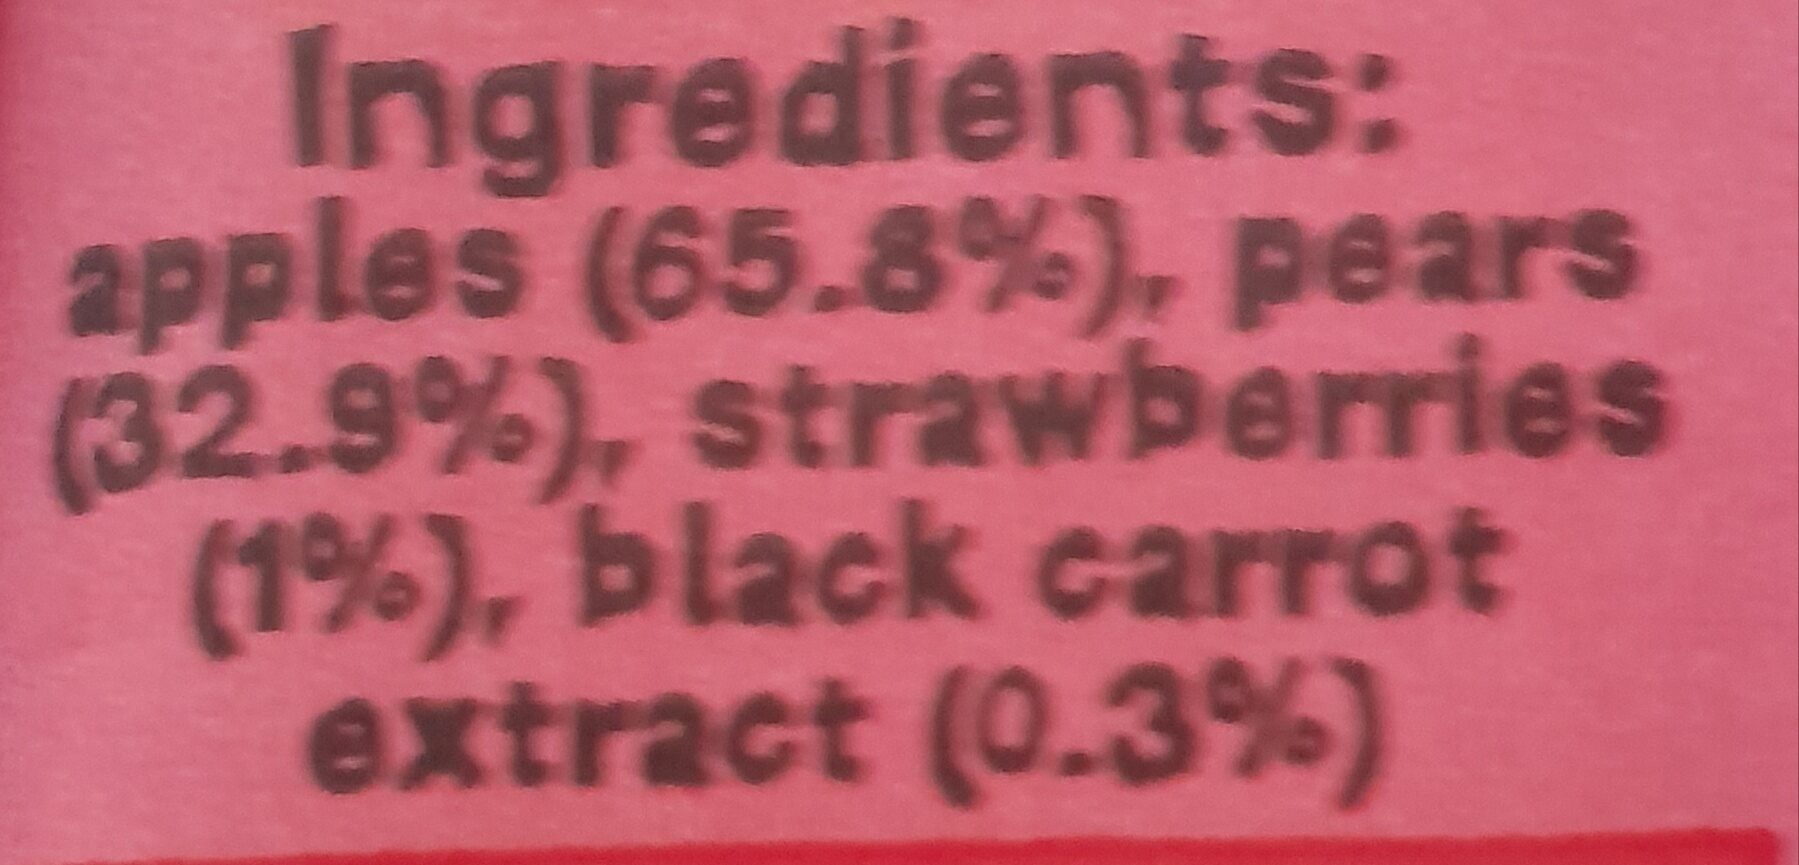 Ingredients:
apples (65.8%), pears
(32.9%), strawberries
(1%), black carrot
extract (0.3%)